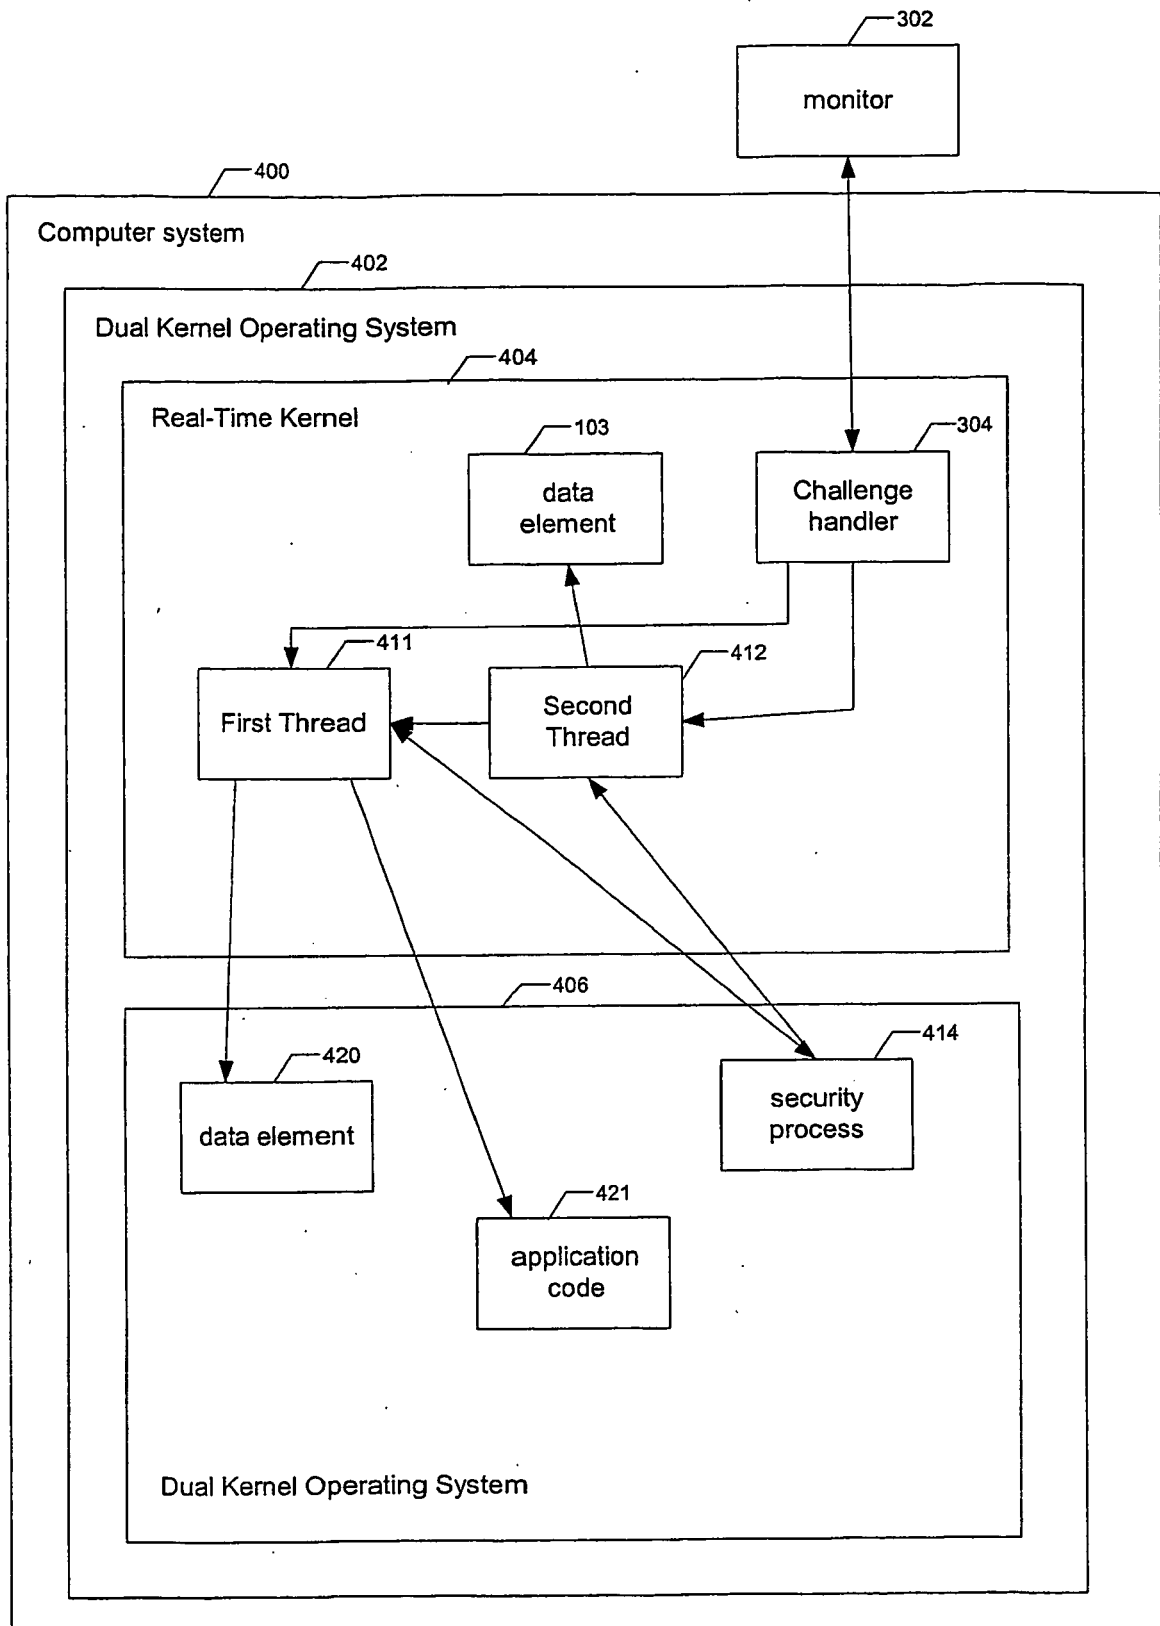 302
monitor
400
Computer system
402
Dual Kernel Operating System
404
Real-Time Kernel
103
304
data
element
Challenge
handler
411
412
First Thread
Second
Thread
406
420
414
data element
security
process
421
application
code
Dual Kernel Operating System